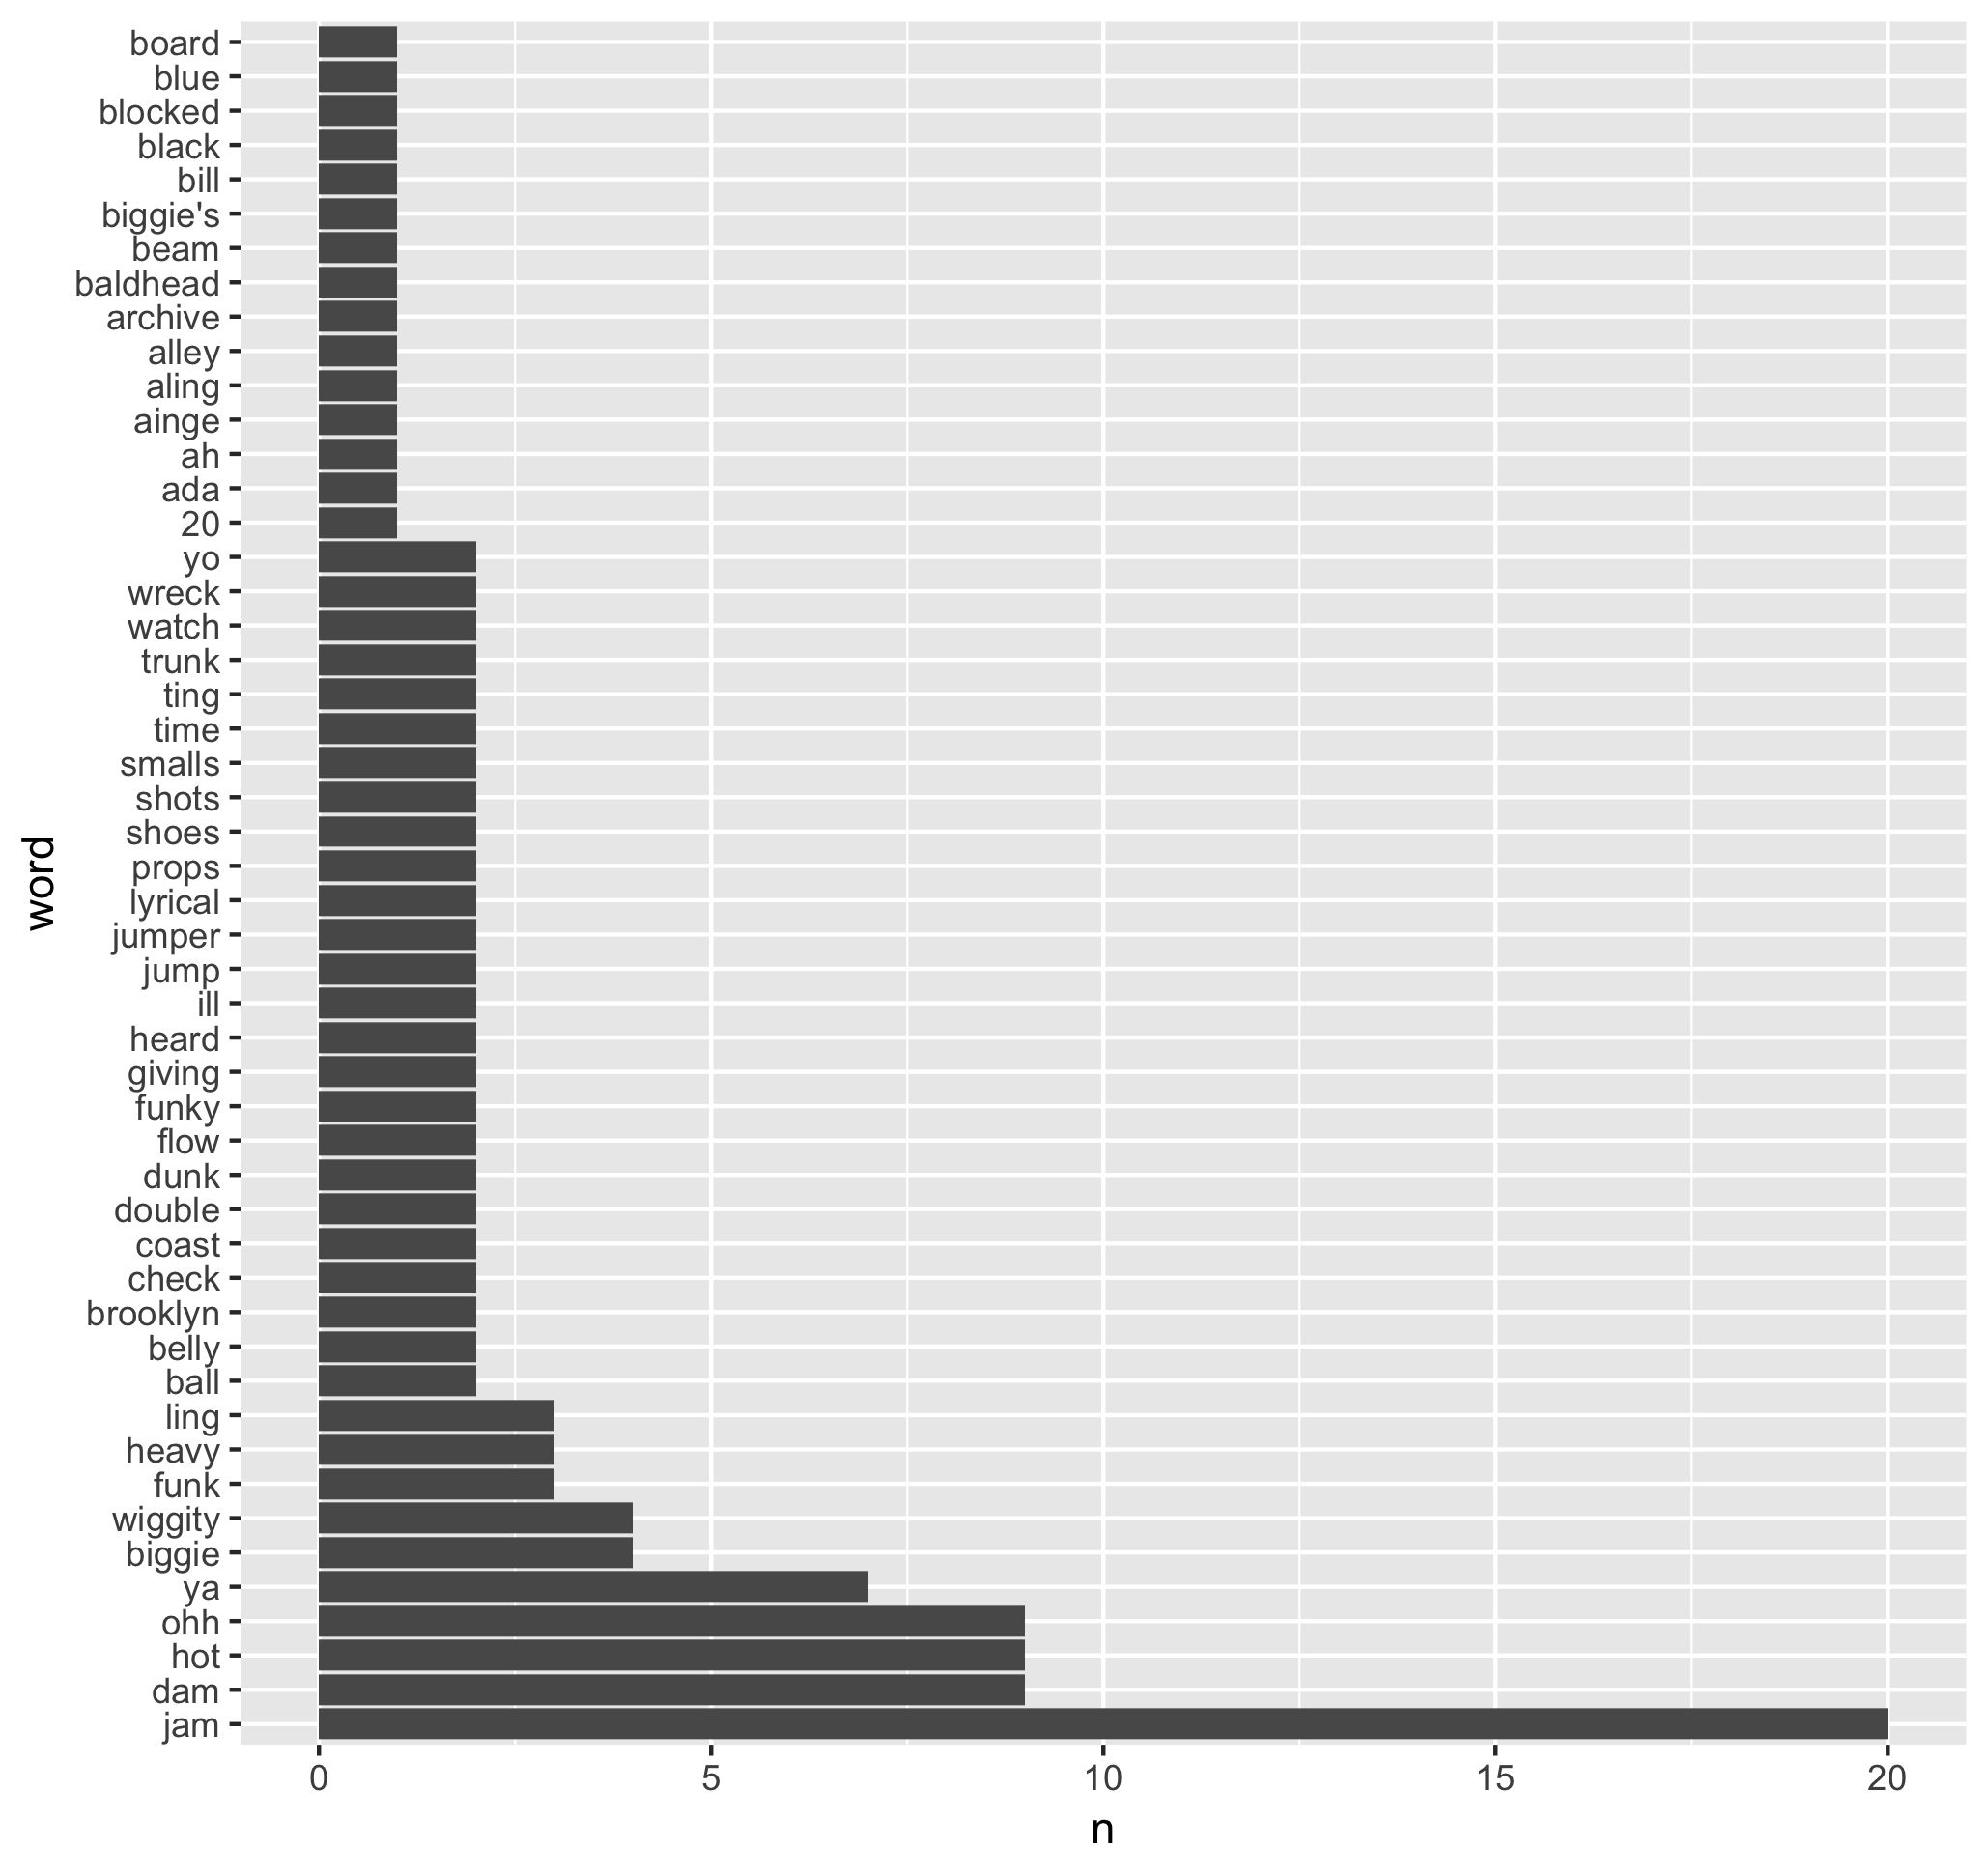 board
blue
blocked
black
bill
biggie's
beam
baldhead
archive
alley
aling
ainge
ah
ada
20
yo
wreck
watch
trunk
ting
time
smalls
shots
shoes
props
lyrical
jumper
jump
ill
heard
giving
funky
flow
dunk
double
coast
check
brooklyn
belly
ball
ling
heavy
funk
wiggity
biggie
ya
ohh
hot
dam
jam
word
0 5 10 15 20
n